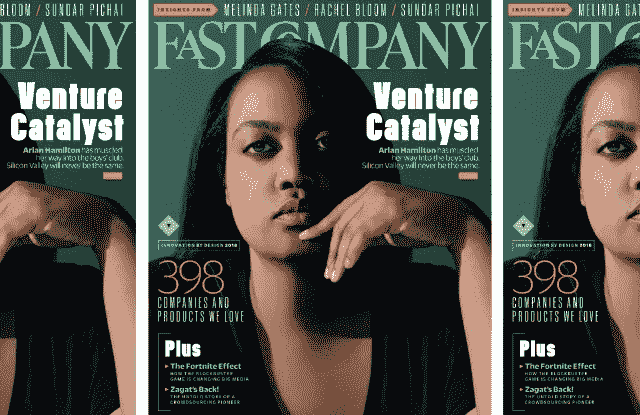 BLOOM / SUNDAR PICHAI
PANY
Venture
Catalyst
Arlan Hamilton has muscled
her way into the boys' club.
Silicon Valley will never be the same.
INSIGHTS FROM MELINDA GATES / RACHEL BLOOM / SUNDAR PICHAI
FAST COMPANY
Venture
Catalyst
Arlan Hamilton has muscled
her way into the boys' club.
Silicon Valley will never be the same.
INNOVATION BY DESIGN 2018
398
COMPANIES AND
PRODUCTS WE LOVE
Plus
The Fortnite Effect
HOW THE BLOCKBUSTER
GAME IS CHANGING BIG MEDIA
Zagat's Back!
THE UNTOLD STORY OF A
CROWDSOURCING PIONEER
INSIGHTS FROM MELINDA GAT
FAST COM
INNOVATION BY DESIGN 2018
398
COMPANIES AND
PRODUCTS WE LOVE
Plus
The Fortnite Effect
HOW THE BLOCKBUSTER
GAME IS CHANGING BIG MEDIA
Zagat's Back!
THE UNTOLD STORY OF A
CROWDSOURCING PIONEER